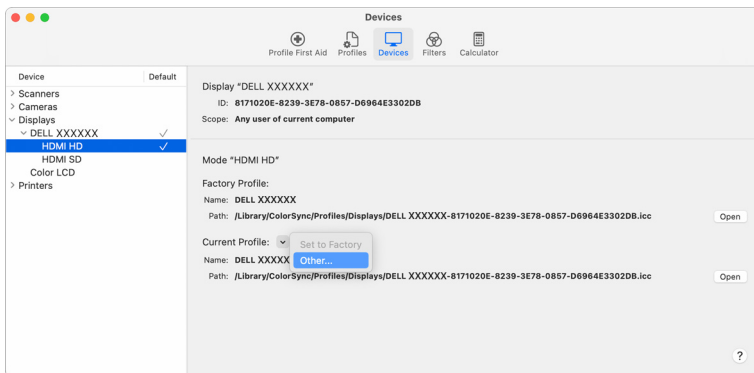 Devices
Profile First Aid Profiles Devices Filters Calculator
Device Default
Scanners
Cameras
Displays
DELL XXXXXX
HDMI HD
HDMI SD
Color LCD
Printers
Display “DELL XXXXXX”
ID: 8171020E-8239-3E78-0857-D6964E3302DB
Scope: Any user of current computer
Mode “HDMI HD”
Factory Profile:
Name: DELL XXXXXX
Path: /Library/ColorSync/Profiles/Displays/DELL XXXXXX-8171020E-8239-3E78-0857-D6964E3302DB.icc Open
Current Profile: Set to Factory
Other...
Name: DELL XXXXX
Path: /Library/ColorSync/Profiles/Displays/DELL XXXXXX-8171020E-8239-3E78-0857-D6964E3302DB.icc Open
?